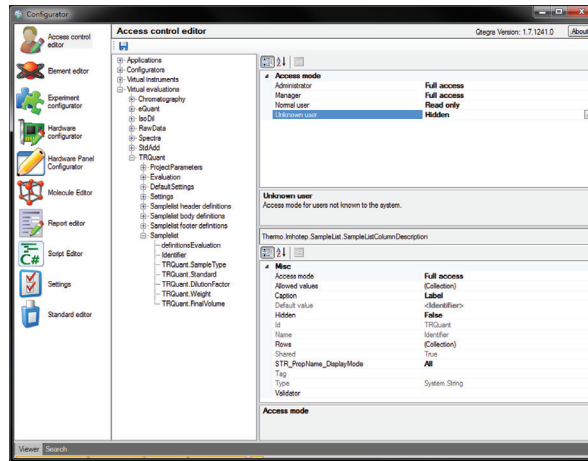 Configurator
Access control editor
Element editor
Experiment configurator
Hardware configurator
Hardware Panel Configurator
Molecule Editor
Report editor
Script Editor
C#
Settings
Standard editor
Access control editor
Qtegra Version: 1.7.1241.0 About
Applications
Configurators
Virtual instruments
Virtual evaluations
Chromatography
eQuant
IsoDil
RawData
Spectra
StdAdd
TRQuant
ProjectParameters
Evaluation
DefaultSettings
Settings
Samplelist header definitions
Samplelist body definitions
Samplelist footer definitions
Samplelist
definitionsEvaluation
Identifier
TRQuant.SampleType
TRQuant.Standard
TRQuant.DilutionFactor
TRQuant.Weight
TRQuant.FinalVolume
Access mode
Administrator Full access
Manager Full access
Normal user Read only
Unknown user Hidden
Unknown user
Access mode for users not known to the system.
Thermo.Imhotep.SampleList.SampleListColumnDescription
Misc
Access mode Full access
Allowed values (Collection)
Caption Label
Default value <Identifier>
Hidden False
Id TRQuant
Name Identifier
Rows (Collection)
Shared True
STR_PropName_DisplayMode All
Tag
Type System.String
Validator
Access mode
Viewer Search